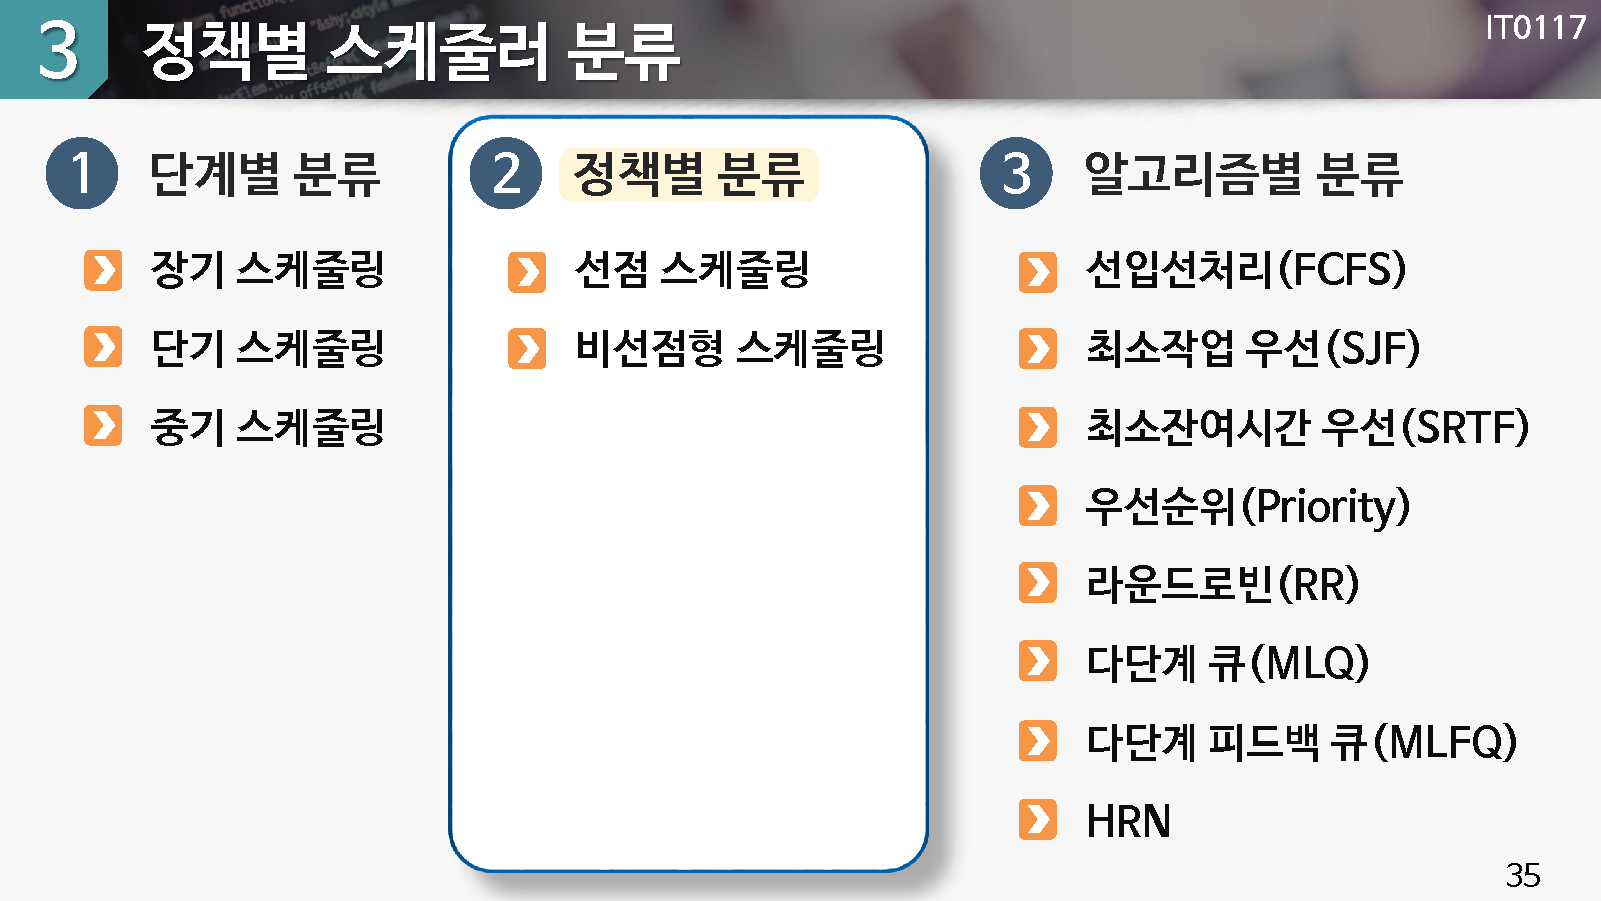 3 정책별 스케줄러 분류
IT0117
1 단계별 분류
장기 스케줄링
단기 스케줄링
중기 스케줄링
2 정책별 분류
선점 스케줄링
비선점형 스케줄링
3 알고리즘별 분류
선입선처리(FCFS)
최소작업 우선(SJF)
최소잔여시간 우선(SRTF)
우선순위(Priority)
라운드로빈(RR)
다단계 큐(MLQ)
다단계 피드백 큐(MLFQ)
HRN
35